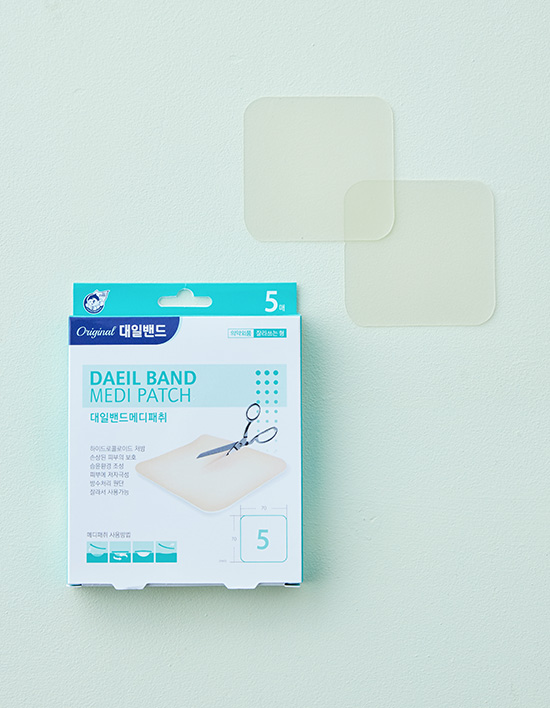 5매
Original 대일밴드
의약외품 잘라쓰는 형
DAEIL BAND
MEDI PATCH
대일밴드메디패취
하이드로콜로이드 처방
손상된 피부의 보호
습윤환경 조성
피부에 저자극성
방수처리 원단
잘라서 사용가능
메디패취 사용방법
5